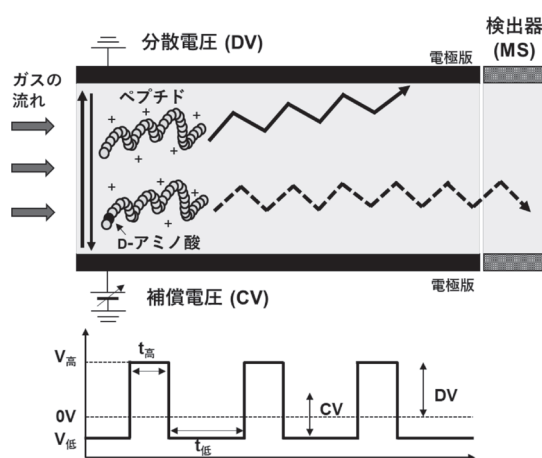 分散電圧 (DV)
検出器
(MS)
電極版
ガスの
流れ
ペプチド
+ + + + +
+ + + + +
D-アミノ酸
電極版
補償電圧 (CV)
V高
t高
DV
CV
0V
V低
t低